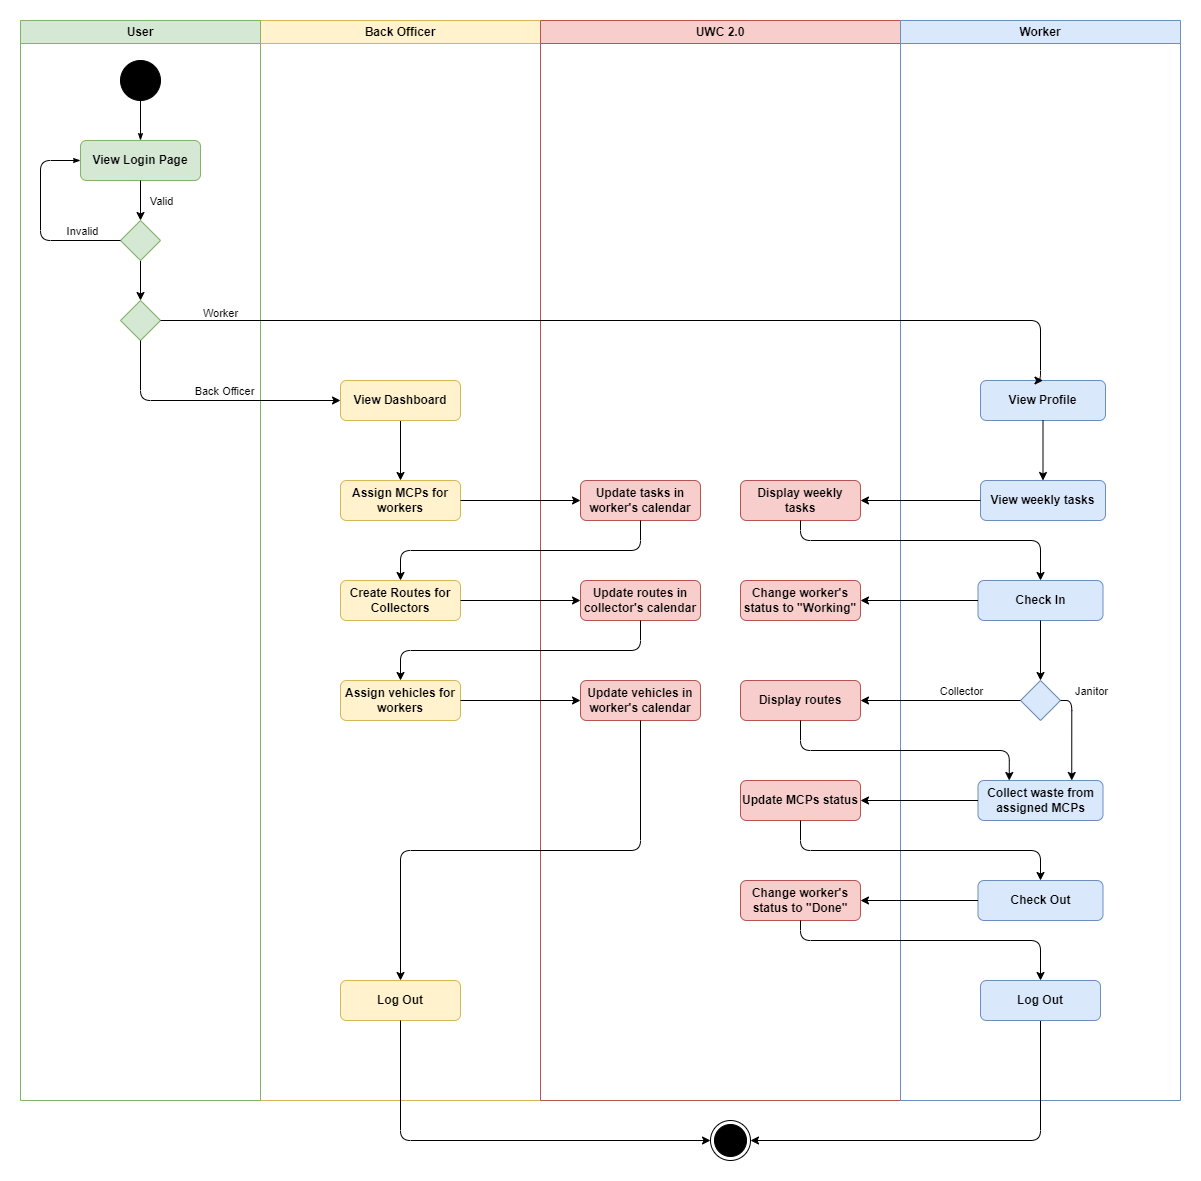 User
Back Officer
UWC 2.0
Worker
View Login Page
Valid
Invalid
Worker
Back Officer
View Dashboard
View Profile
Assign MCPs for
workers
Update tasks in
worker's calendar
Display weekly
tasks
View weekly tasks
Create Routes for
Collectors
Update routes in
collector's calendar
Change worker's
status to "Working"
Check In
Assign vehicles for
workers
Update vehicles in
worker's calendar
Display routes
Collector
Janitor
Update MCPs status
Collect waste from
assigned MCPs
Change worker's
status to "Done"
Check Out
Log Out
Log Out